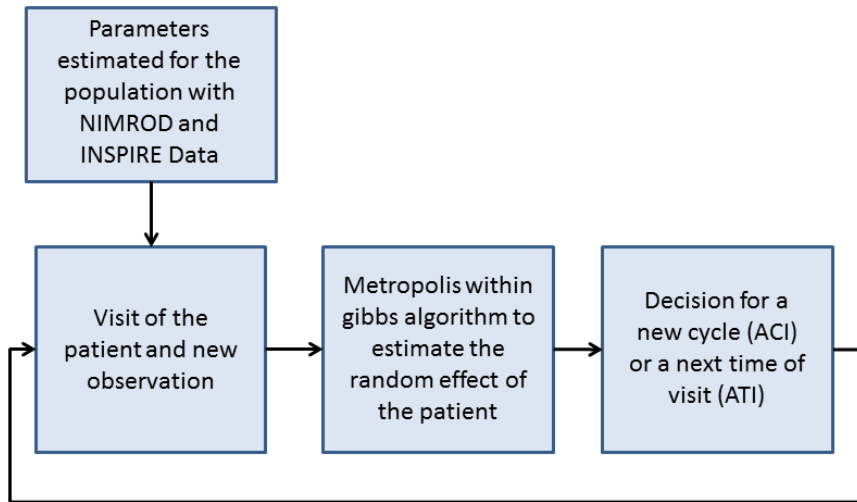 Parameters
estimated for the
population with
NIMROD and
INSPIRE Data
Visit of the
patient and new
observation
Metropolis within
gibbs algorithm to
estimate the
random effect of
the patient
Decision for a
new cycle (ACI)
or a next time of
visit (ATI)